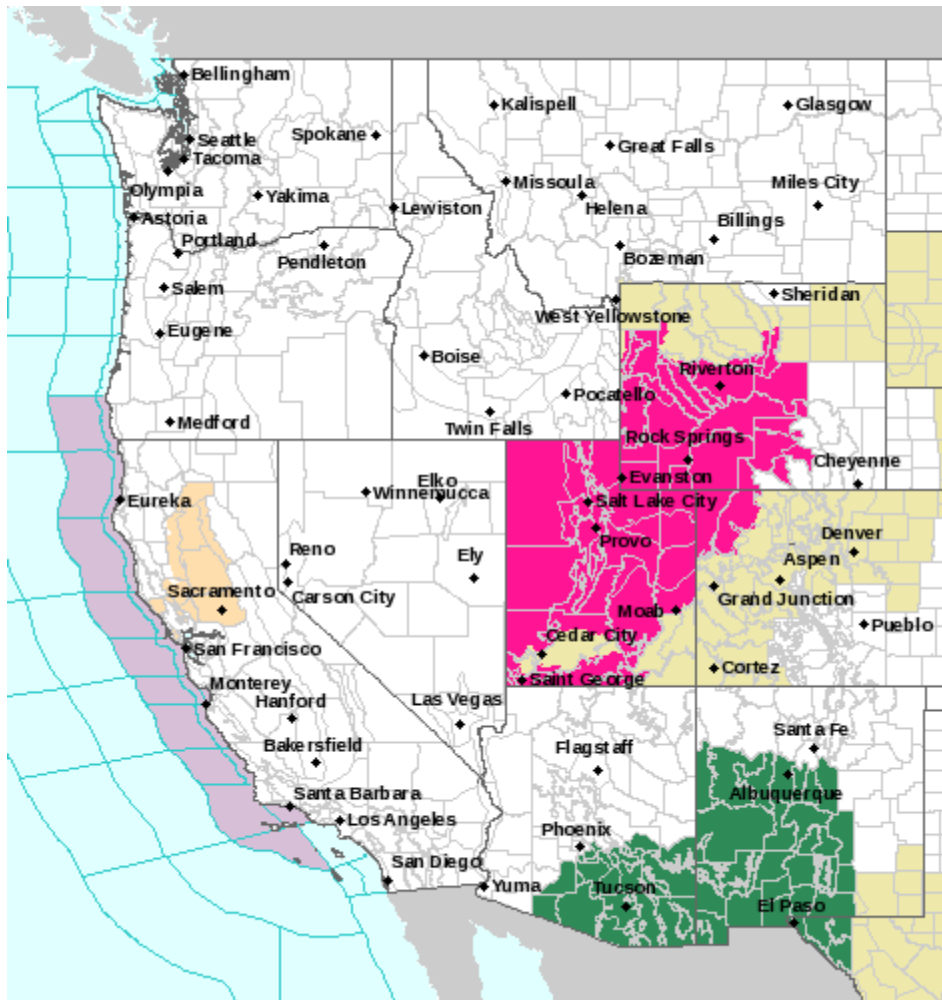 Bellingham
Kalispell
Glasgow
Seattle
Spokane
Great Falls
Tacoma
Olympia
Missoula
Miles City
Yakima
Helena
Lewiston
Astoria
Billings
Portland
Pendleton
Bozeman
Salem
Sheridan
West Yellowstone
Eugene
Boise
Riverton
Pocatello
Medford
Twin Falls
Rock Springs
Cheyenne
Elko
Evanston
Winnemucca
Eureka
Salt Lake City
Provo
Denver
Reno
Ely
Aspen
Sacramento
Carson City
Grand Junction
Moab
Pueblo
Cedar City
San Francisco
Cortez
Saint George
Monterey
Hanford
Las Vegas
Santa Fe
Bakersfield
Flagstaff
Santa Barbara
Albuquerque
Los Angeles
Phoenix
San Diego
Yuma
Tucson
El Paso